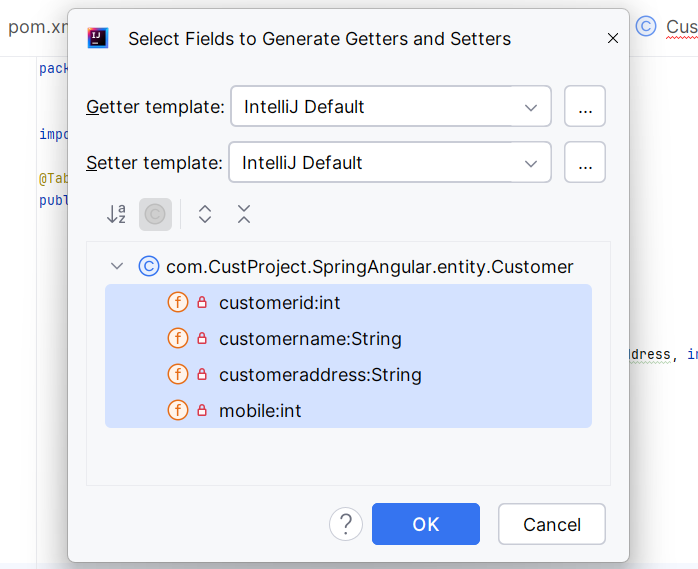 pom.xm
Select Fields to Generate Getters and Setters
Cus
pack
Getter template: IntelliJ Default ...
impo
Setter template: IntelliJ Default ...
@Tab
publ
com.CustProject.SpringAngular.entity.Customer
customerid:int
customername:String
ddress, in
customeraddress:String
mobile:int
? OK Cancel